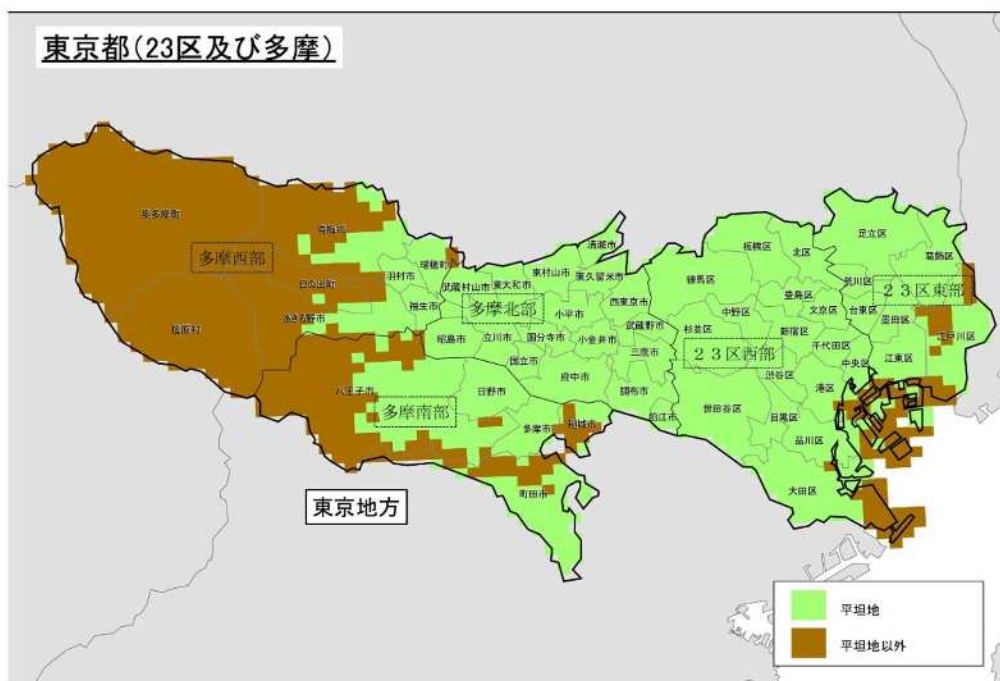 東京都(23区及び多摩)
奥多摩町
青梅市
多摩西部
日の出町
あきる野市
檜原村
羽村市
瑞穂町
福生市
武蔵村山市
東大和市
東村山市
清瀬市
東久留米市
多摩北部
小平市
西東京市
昭島市
立川市
国分寺市
小金井市
武蔵野市
三鷹市
国立市
府中市
調布市
狛江市
八王子市
多摩南部
日野市
多摩市
稲城市
町田市
東京地方
板橋区
北区
足立区
葛飾区
練馬区
豊島区
荒川区
23区東部
中野区
文京区
台東区
墨田区
江戸川区
杉並区
新宿区
千代田区
23区西部
中央区
江東区
渋谷区
港区
世田谷区
目黒区
品川区
大田区
平坦地
平坦地以外